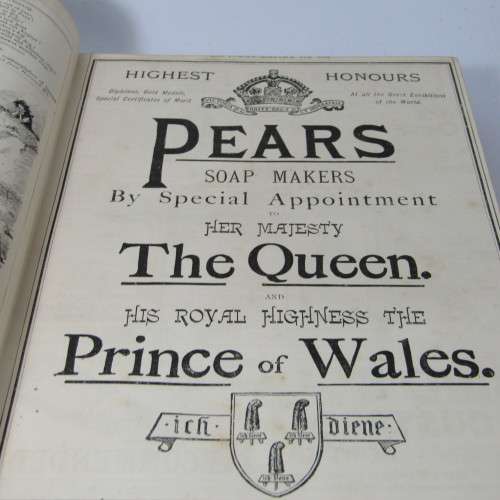 HIGHEST HONOURS
Diplomas, Gold Medals,
Special Certificates of Merit
At all the Great Exhibitions
of the World.
PEARS
SOAP MAKERS
By Special Appointment
TO
HER MAJESTY
The Queen.
AND
HIS ROYAL HIGHNESS THE
Prince of Wales.
ich diene